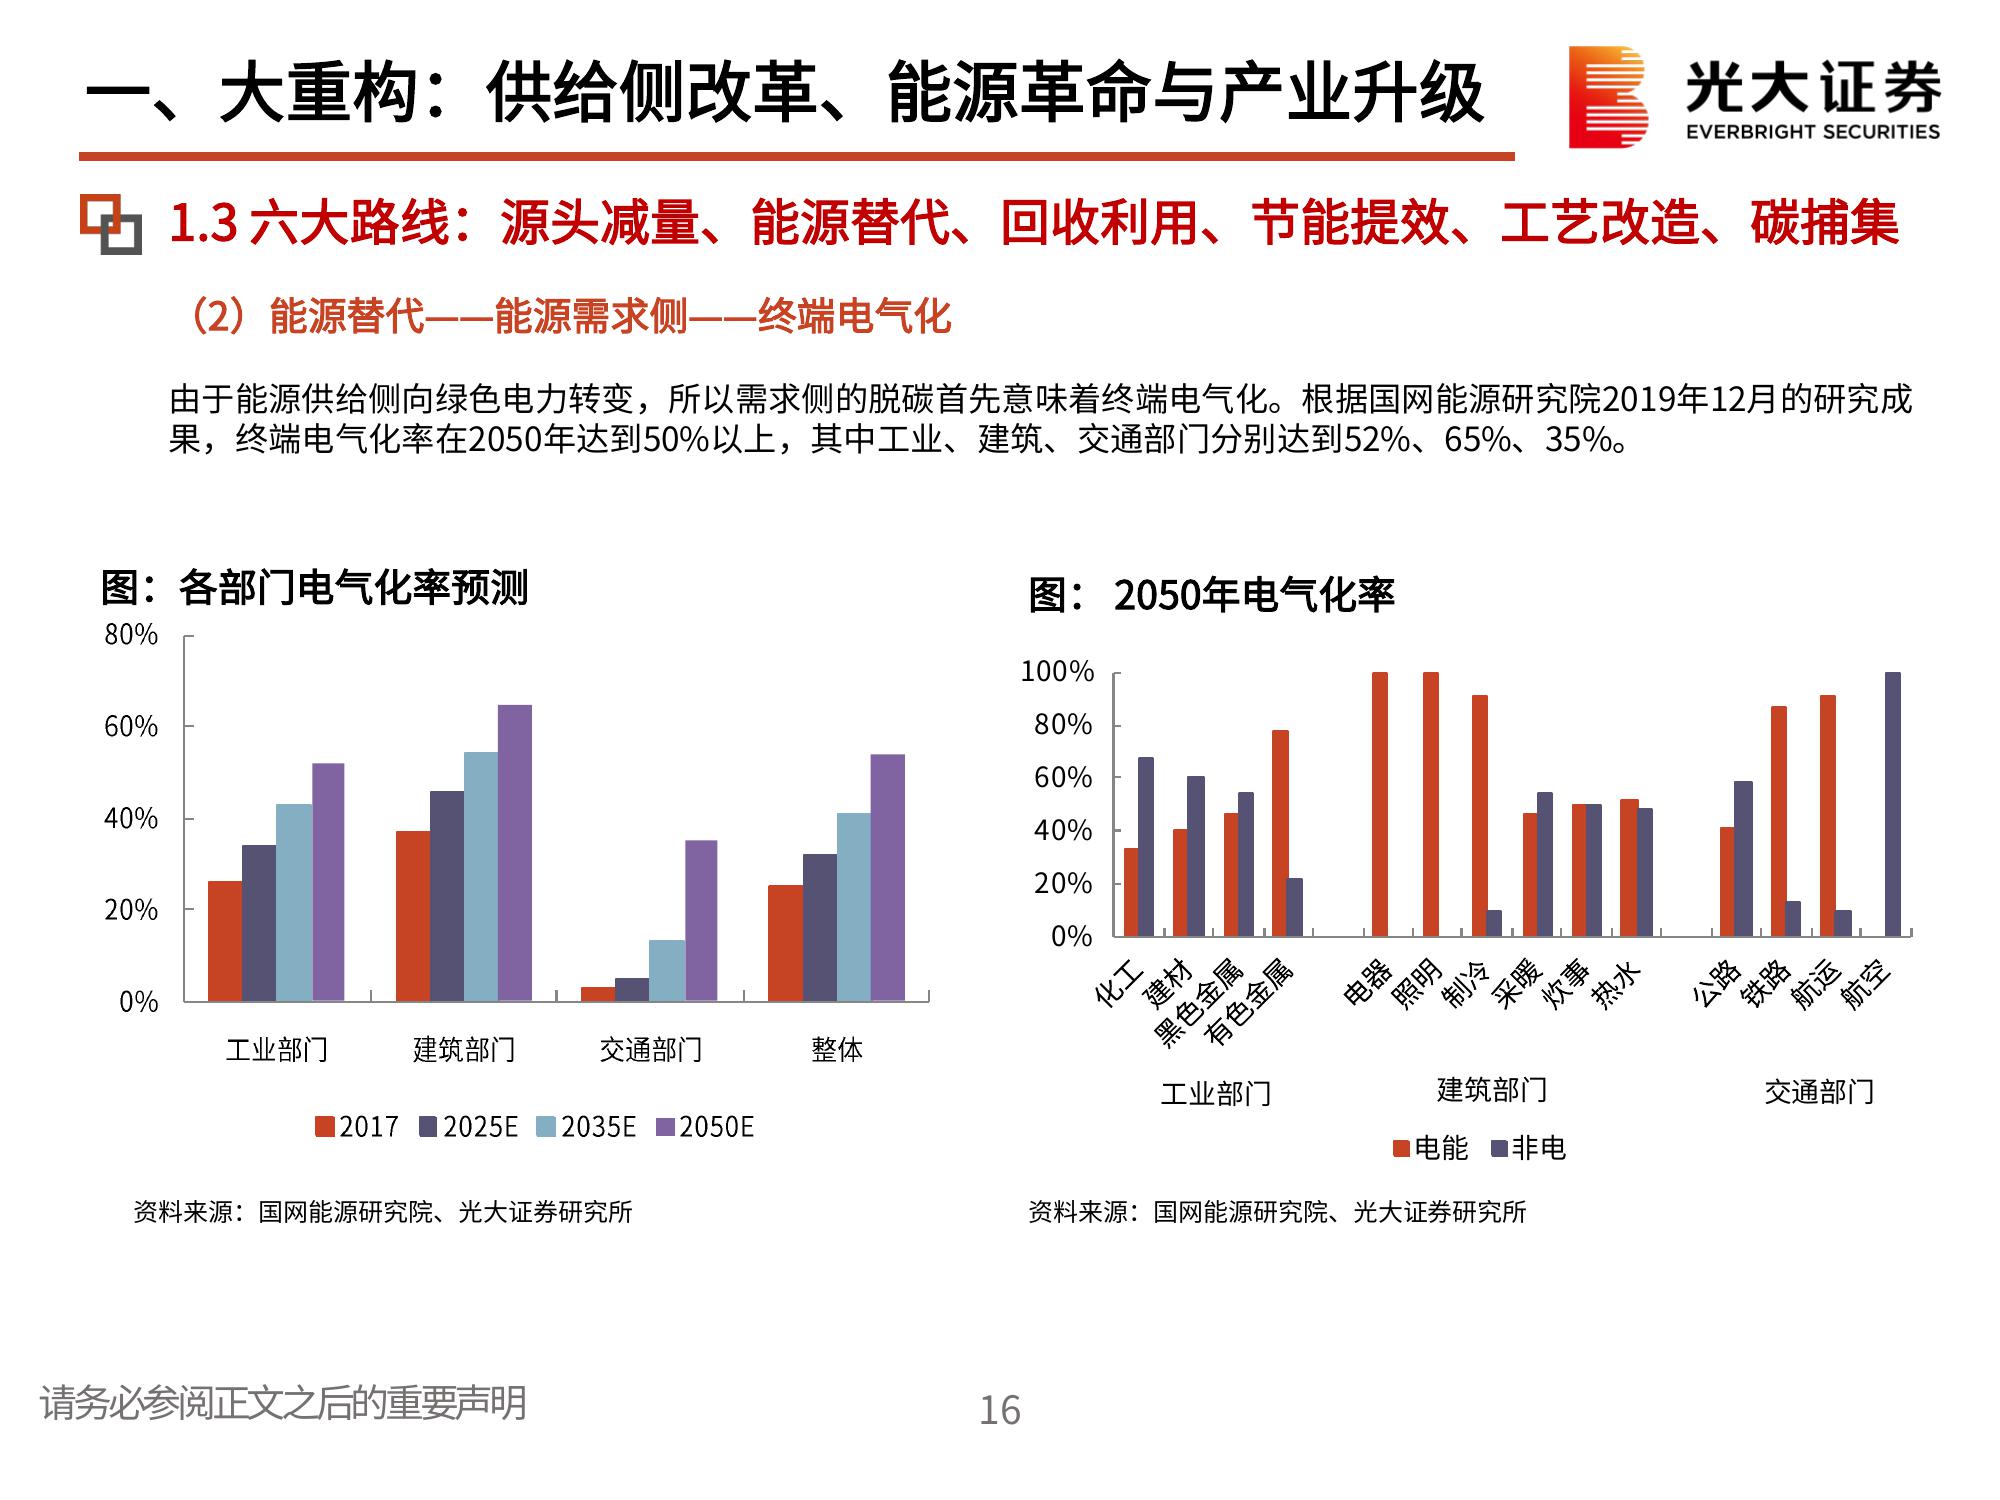 一、大重构：供给侧改革、能源革命与产业升级
光大证券
EVERBRIGHT SECURITIES
1.3 六大路线：源头减量、能源替代、回收利用、节能提效、工艺改造、碳捕集
（2）能源替代——能源需求侧——终端电气化
由于能源供给侧向绿色电力转变，所以需求侧的脱碳首先意味着终端电气化。根据国网能源研究院2019年12月的研究成
果，终端电气化率在2050年达到50%以上，其中工业、建筑、交通部门分别达到52%、65%、35%。
图：各部门电气化率预测
80%
60%
40%
20%
0%
工业部门 建筑部门 交通部门 整体
2017 2025E 2035E 2050E
资料来源：国网能源研究院、光大证券研究所
图： 2050年电气化率
100%
80%
60%
40%
20%
0%
化工 建材 黑色金属 有色金属 电器 照明 制冷 采暖 炊事 热水 公路 铁路 航运 航空
工业部门 建筑部门 交通部门
电能 非电
资料来源：国网能源研究院、光大证券研究所
请务必参阅正文之后的重要声明
16